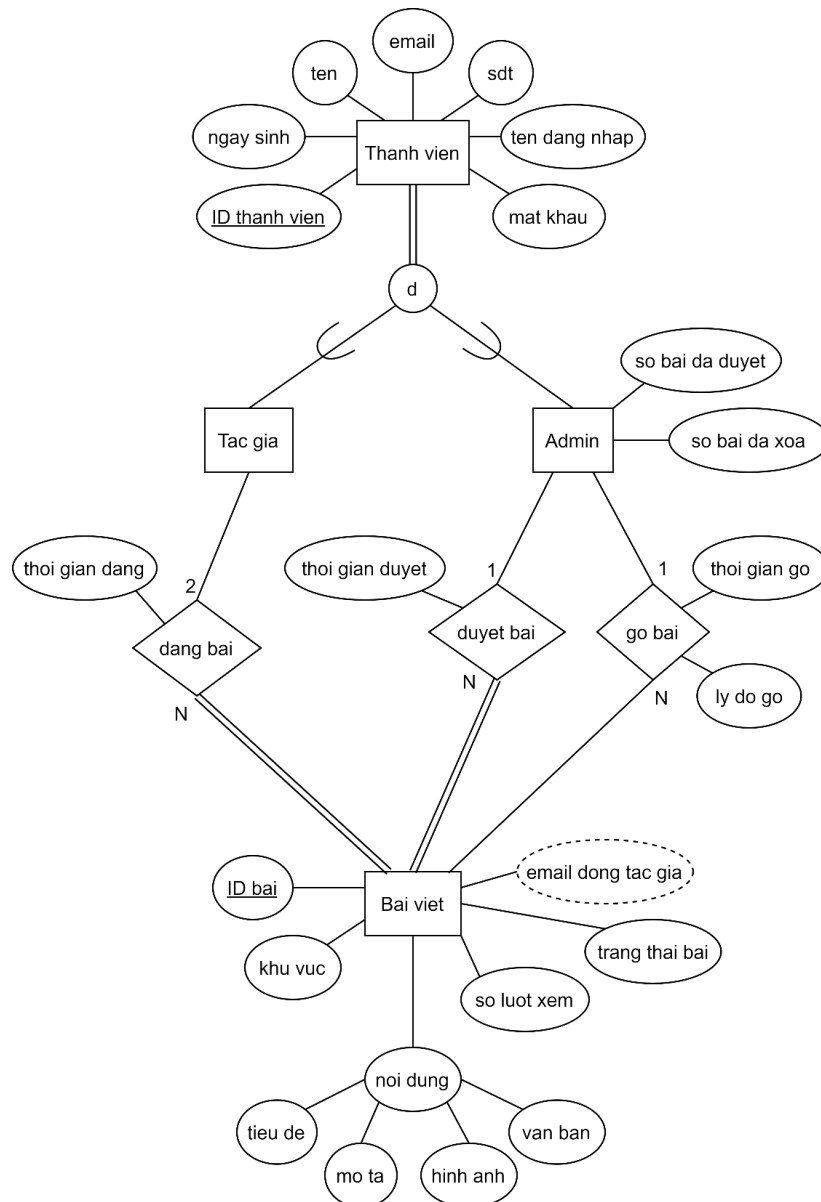 email
ten
sdt
ngay sinh
Thanh vien
ten dang nhap
ID thanh vien
mat khau
d
so bai da duyet
Tac gia
Admin
so bai da xoa
thoi gian dang
thoi gian duyet
thoi gian go
2
1
1
dang bai
duyet bai
go bai
N
N
N
ly do go
ID bai
email dong tac gia
Bai viet
trang thai bai
khu vuc
so luot xem
noi dung
tieu de
van ban
mo ta
hinh anh